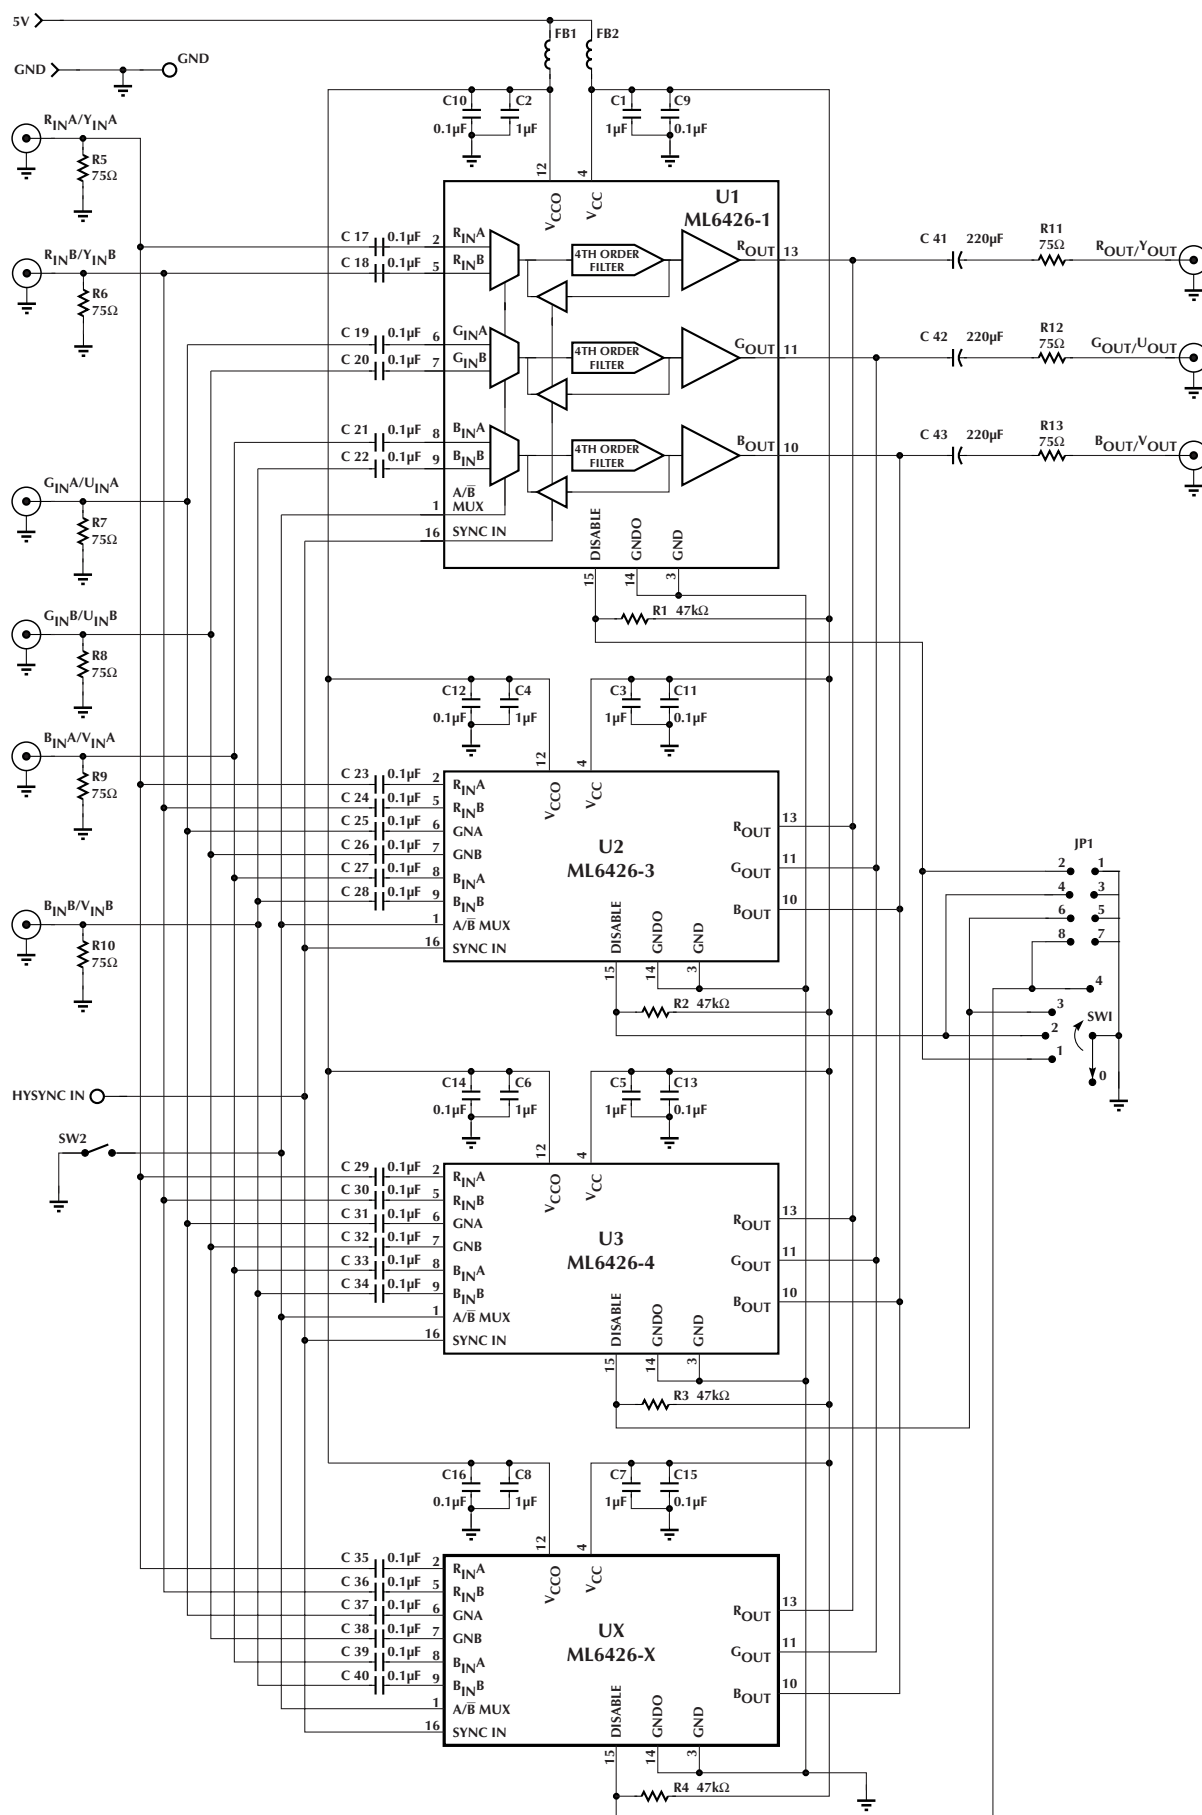 5V
FB1 FB2
GND
GND
C10 0.1µF
C2 1µF
C1 1µF
C9 0.1µF
RINA/YINA
R5 75Ω
12
4
VCCO
VCC
U1
ML6426-1
C 17 0.1µF 2 RINA
C 18 0.1µF 5 RINB
4TH ORDER FILTER
ROUT 13
C 41 220µF R11 75Ω ROUT/YOUT
RINB/YINB
R6 75Ω
C 19 0.1µF 6 GINA
C 20 0.1µF 7 GINB
4TH ORDER FILTER
GOUT 11
C 42 220µF R12 75Ω GOUT/UOUT
C 21 0.1µF 8 BINA
C 22 0.1µF 9 BINB
4TH ORDER FILTER
BOUT 10
C 43 220µF R13 75Ω BOUT/VOUT
GINA/UINA
R7 75Ω
1 A/B̅ MUX
16 SYNC IN
DISABLE
GNDO
GND
15
14
3
R1 47kΩ
GINB/UINB
R8 75Ω
C12 0.1µF
C4 1µF
C3 1µF
C11 0.1µF
BINA/VINA
R9 75Ω
12
4
VCCO
VCC
C 23 0.1µF 2 RINA
C 24 0.1µF 5 RINB
C 25 0.1µF 6 GNA
C 26 0.1µF 7 GNB
C 27 0.1µF 8 BINA
C 28 0.1µF 9 BINB
1 A/B̅ MUX
16 SYNC IN
U2
ML6426-3
ROUT 13
GOUT 11
BOUT 10
DISABLE
GNDO
GND
15
14
3
R2 47kΩ
BINB/VINB
R10 75Ω
JP1
2 1
4 3
6 5
8 7
4
3
2
1
SWI
0
HYSYNC IN
SW2
C14 0.1µF
C6 1µF
C5 1µF
C13 0.1µF
12
4
VCCO
VCC
C 29 0.1µF 2 RINA
C 30 0.1µF 5 RINB
C 31 0.1µF 6 GNA
C 32 0.1µF 7 GNB
C 33 0.1µF 8 BINA
C 34 0.1µF 9 BINB
1 A/B̅ MUX
16 SYNC IN
U3
ML6426-4
ROUT 13
GOUT 11
BOUT 10
DISABLE
GNDO
GND
15
14
3
R3 47kΩ
C16 0.1µF
C8 1µF
C7 1µF
C15 0.1µF
12
4
VCCO
VCC
C 35 0.1µF 2 RINA
C 36 0.1µF 5 RINB
C 37 0.1µF 6 GNA
C 38 0.1µF 7 GNB
C 39 0.1µF 8 BINA
C 40 0.1µF 9 BINB
1 A/B̅ MUX
16 SYNC IN
UX
ML6426-X
ROUT 13
GOUT 11
BOUT 10
DISABLE
GNDO
GND
15
14
3
R4 47kΩ